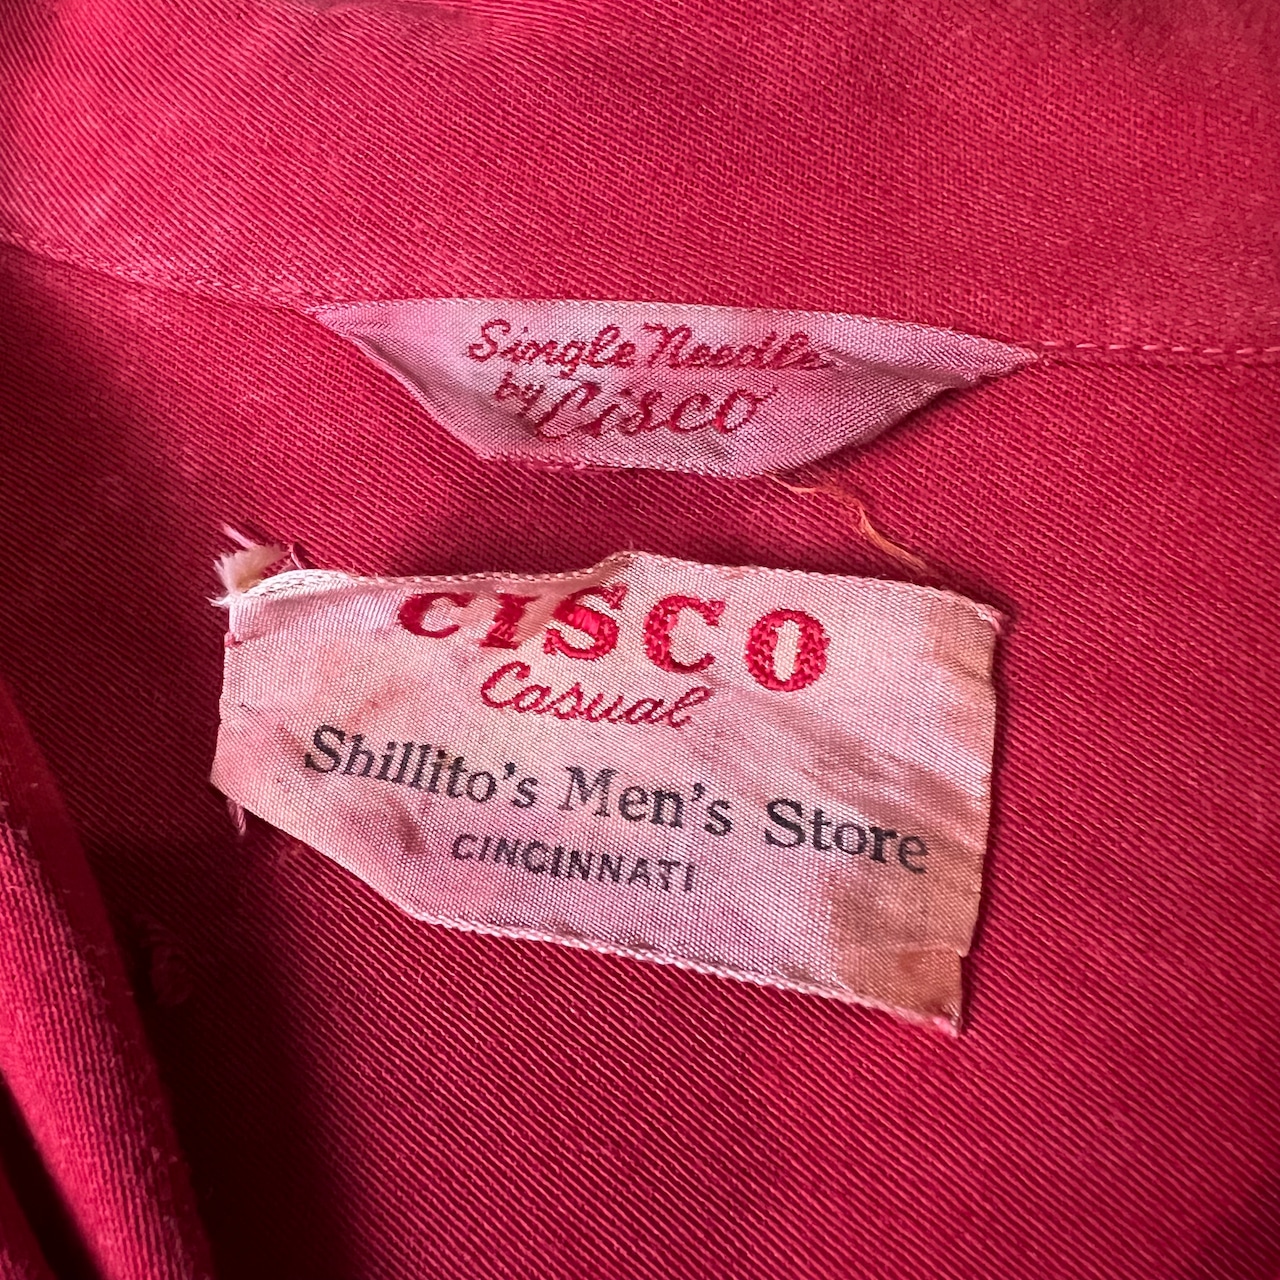 Single Needle
by Cisco
CISCO
Casual
Shillito's Men's Store
CINCINNATI